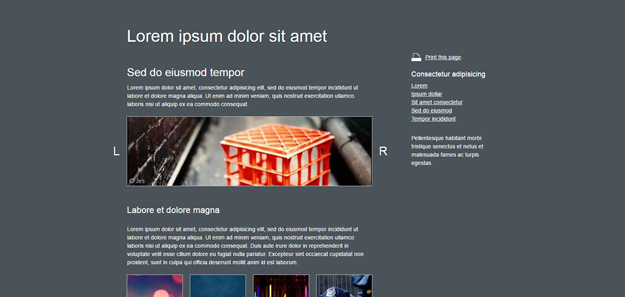 Lorem ipsum dolor sit amet
Print this page
Sed do eiusmod tempor
Lorem ipsum dolor sit amet, consectetur adipisicing elit, sed do eiusmod tempor incididunt ut labore
et dolore magna aliqua. Ut enim ad minim veniam, quis nostrud exercitation ullamco
laboris nisi ut aliquip ex ea commodo consequat.
L
R
© Jes
Labore et dolore magna
Lorem ipsum dolor sit amet, consectetur adipisicing elit, sed do eiusmod tempor incididunt ut
labore et dolore magna aliqua. Ut enim ad minim veniam, quis nostrud exercitation ullamco
laboris nisi ut aliquip ex ea commodo consequat. Duis aute irure dolor in reprehenderit in
voluptate velit esse cillum dolore eu fugiat nulla pariatur. Excepteur sint occaecat cupidatat non
proident, sunt in culpa qui officia deserunt mollit anim id est laborum.
Consectetur adipisicing
Lorem
Ipsum dollar
Sit amet consectetur
Sed do eiusmod
Tempor incididunt
Pellentesque habitant morbi
tristique senectus et netus et
malesuada fames ac turpis
egestas.